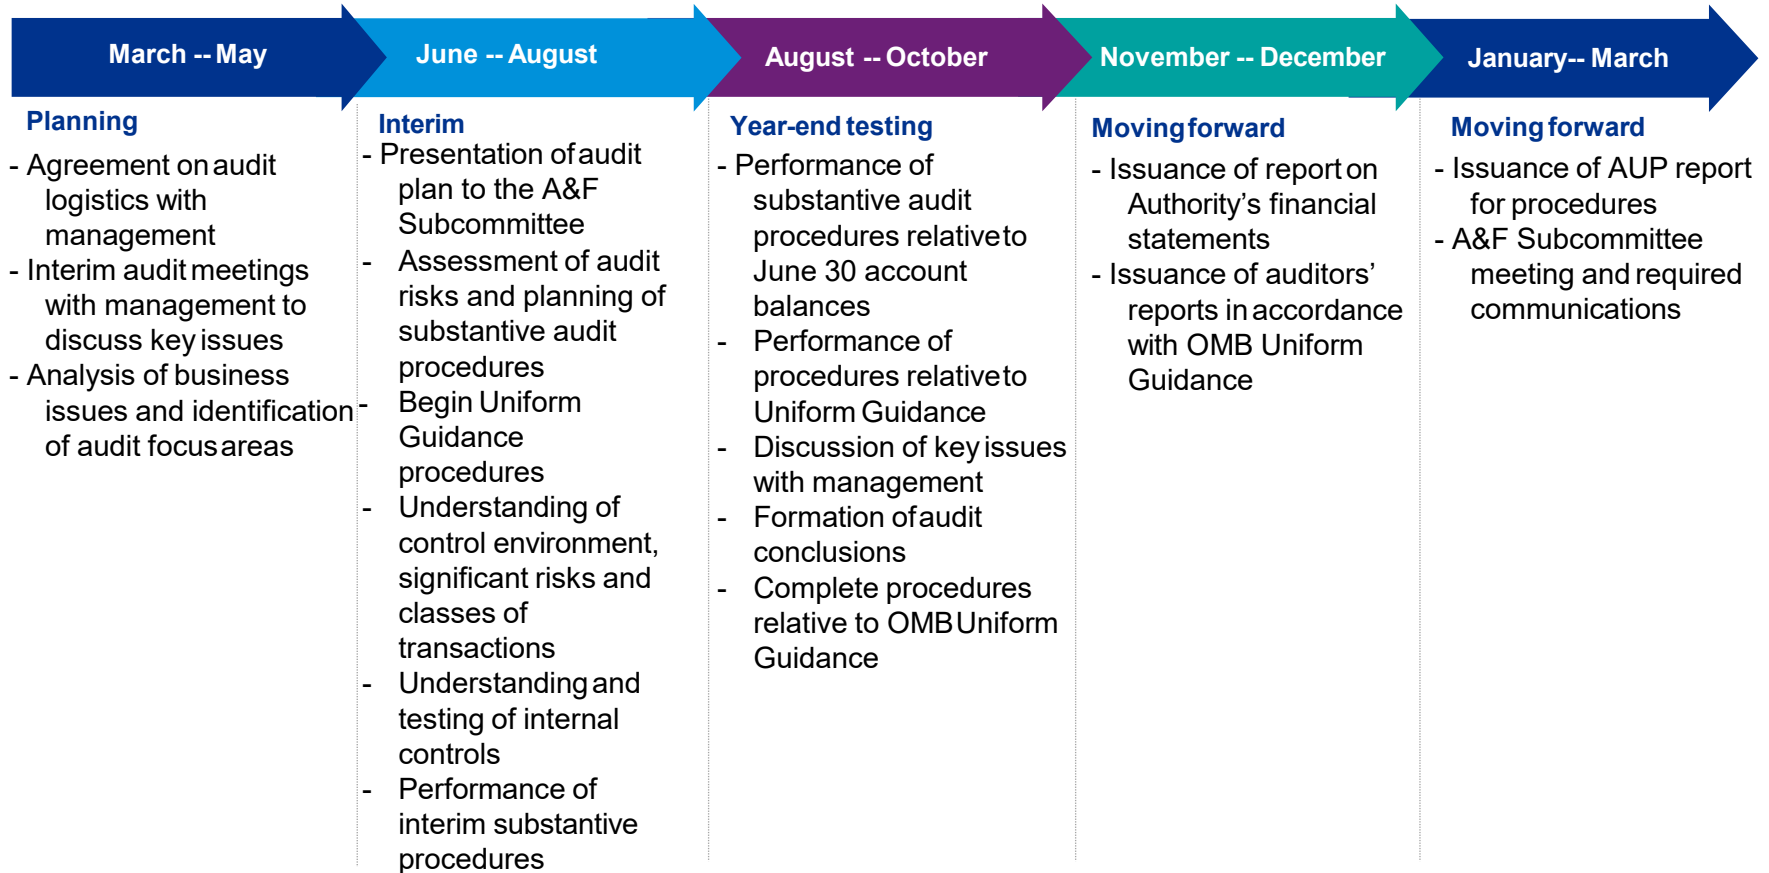 March -- May
June -- August
August -- October
November -- December
January-- March
Planning
- Agreement on audit
logistics with
management
- Interim audit meetings
with management to
discuss key issues
- Analysis of business
issues and identification
of audit focus areas
Interim
- Presentation of audit
plan to the A&F
Subcommittee
- Assessment of audit
risks and planning of
substantive audit
procedures
- Begin Uniform
Guidance
procedures
- Understanding of
control environment,
significant risks and
classes of
transactions
- Understanding and
testing of internal
controls
- Performance of
interim substantive
procedures
Year-end testing
- Performance of
substantive audit
procedures relative to
June 30 account
balances
- Performance of
procedures relative to
Uniform Guidance
- Discussion of key issues
with management
- Formation of audit
conclusions
- Complete procedures
relative to OMB Uniform
Guidance
Moving forward
- Issuance of report on
Authority’s financial
statements
- Issuance of auditors’
reports in accordance
with OMB Uniform
Guidance
Moving forward
- Issuance of AUP report
for procedures
- A&F Subcommittee
meeting and required
communications